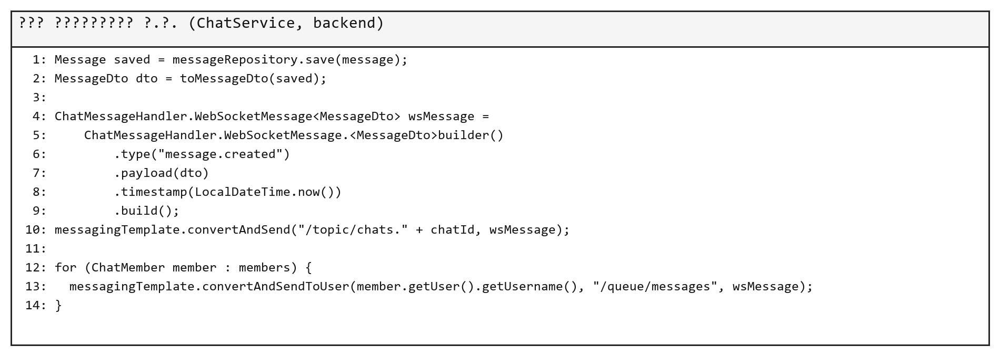 ??? ????????? ?.?. (ChatService, backend)
1: Message saved = messageRepository.save(message);
2: MessageDto dto = toMessageDto(saved);
3:
4: ChatMessageHandler.WebSocketMessage<MessageDto> wsMessage =
5:     ChatMessageHandler.WebSocketMessage.<MessageDto>builder()
6:         .type("message.created")
7:         .payload(dto)
8:         .timestamp(LocalDateTime.now())
9:         .build();
10: messagingTemplate.convertAndSend("/topic/chats." + chatId, wsMessage);
11:
12: for (ChatMember member : members) {
13:   messagingTemplate.convertAndSendToUser(member.getUser().getUsername(), "/queue/messages", wsMessage);
14: }